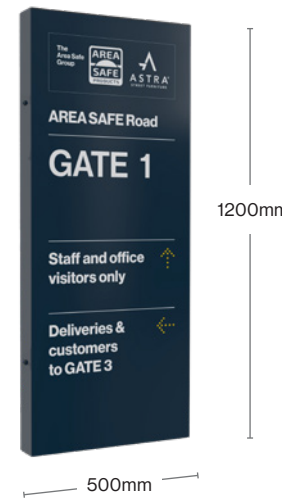 The
Area Safe
Group
AREA
SAFE
PRODUCTS
ASTRA
STREET FURNITURE
AREA SAFE Road
GATE 1
1200mm
Staff and office
visitors only
Deliveries &
customers
to GATE 3
500mm